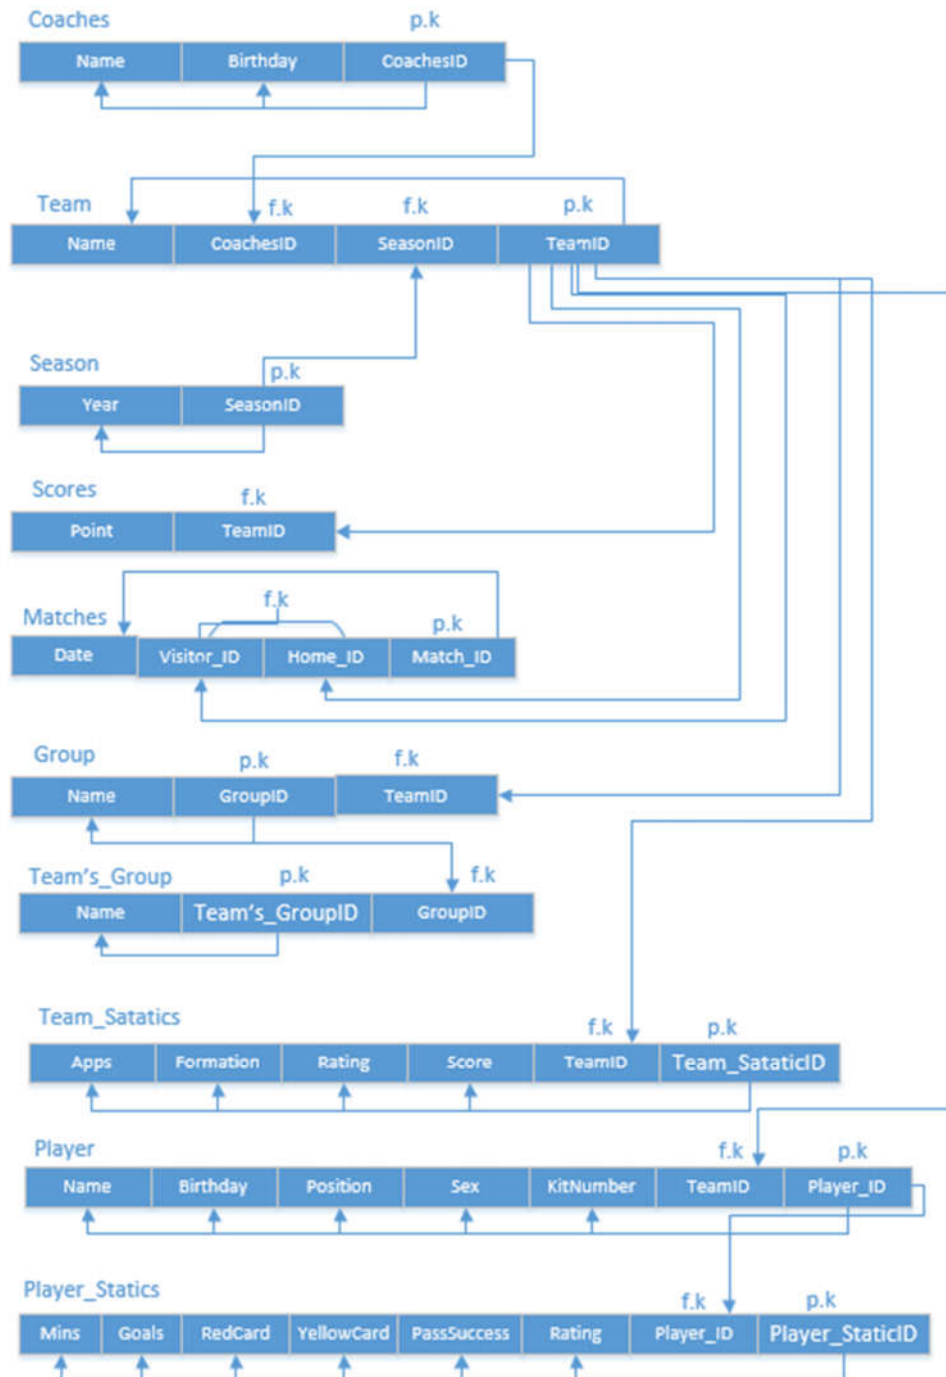 Coaches p.k
Name Birthday CoachesID
Team f.k f.k p.k
Name CoachesID SeasonID TeamID
Season p.k
Year SeasonID
Scores f.k
Point TeamID
Matches f.k p.k
Date Visitor_ID Home_ID Match_ID
Group p.k f.k
Name GroupID TeamID
Team's_Group p.k f.k
Name Team's_GroupID GroupID
Team_Satatics f.k p.k
Apps Formation Rating Score TeamID Team_SataticID
Player f.k p.k
Name Birthday Position Sex KitNumber TeamID Player_ID
Player_Statics f.k p.k
Mins Goals RedCard YellowCard PassSuccess Rating Player_ID Player_StaticID